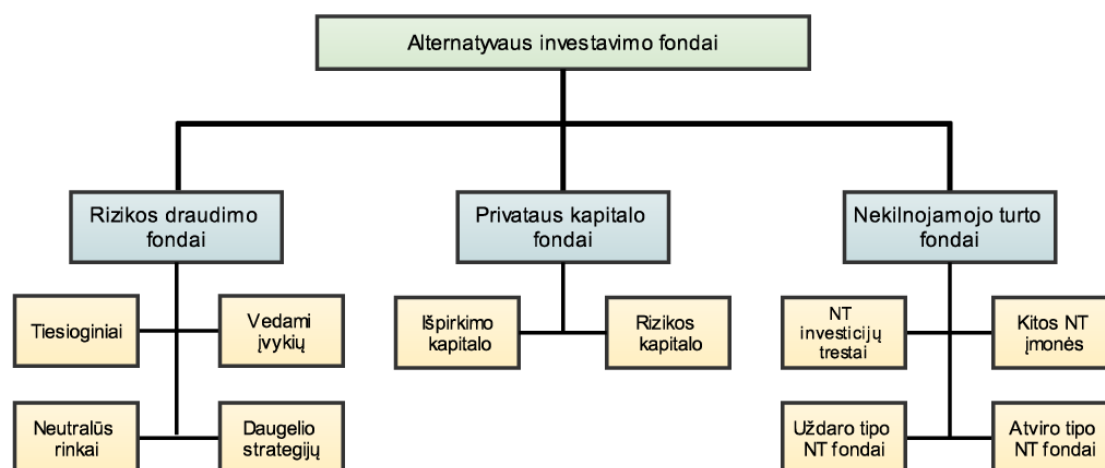 Alternatyvaus investavimo fondai
Rizikos draudimo
fondai
Privataus kapitalo
fondai
Nekilnojamojo turto
fondai
Tiesioginiai
Vedami
įvykių
Išpirkimo
kapitalo
Rizikos
kapitalo
NT
investicijų
trestai
Kitos NT
įmonės
Neutralūs
rinkai
Daugelio
strategijų
Uždaro tipo
NT fondai
Atviro tipo
NT fondai